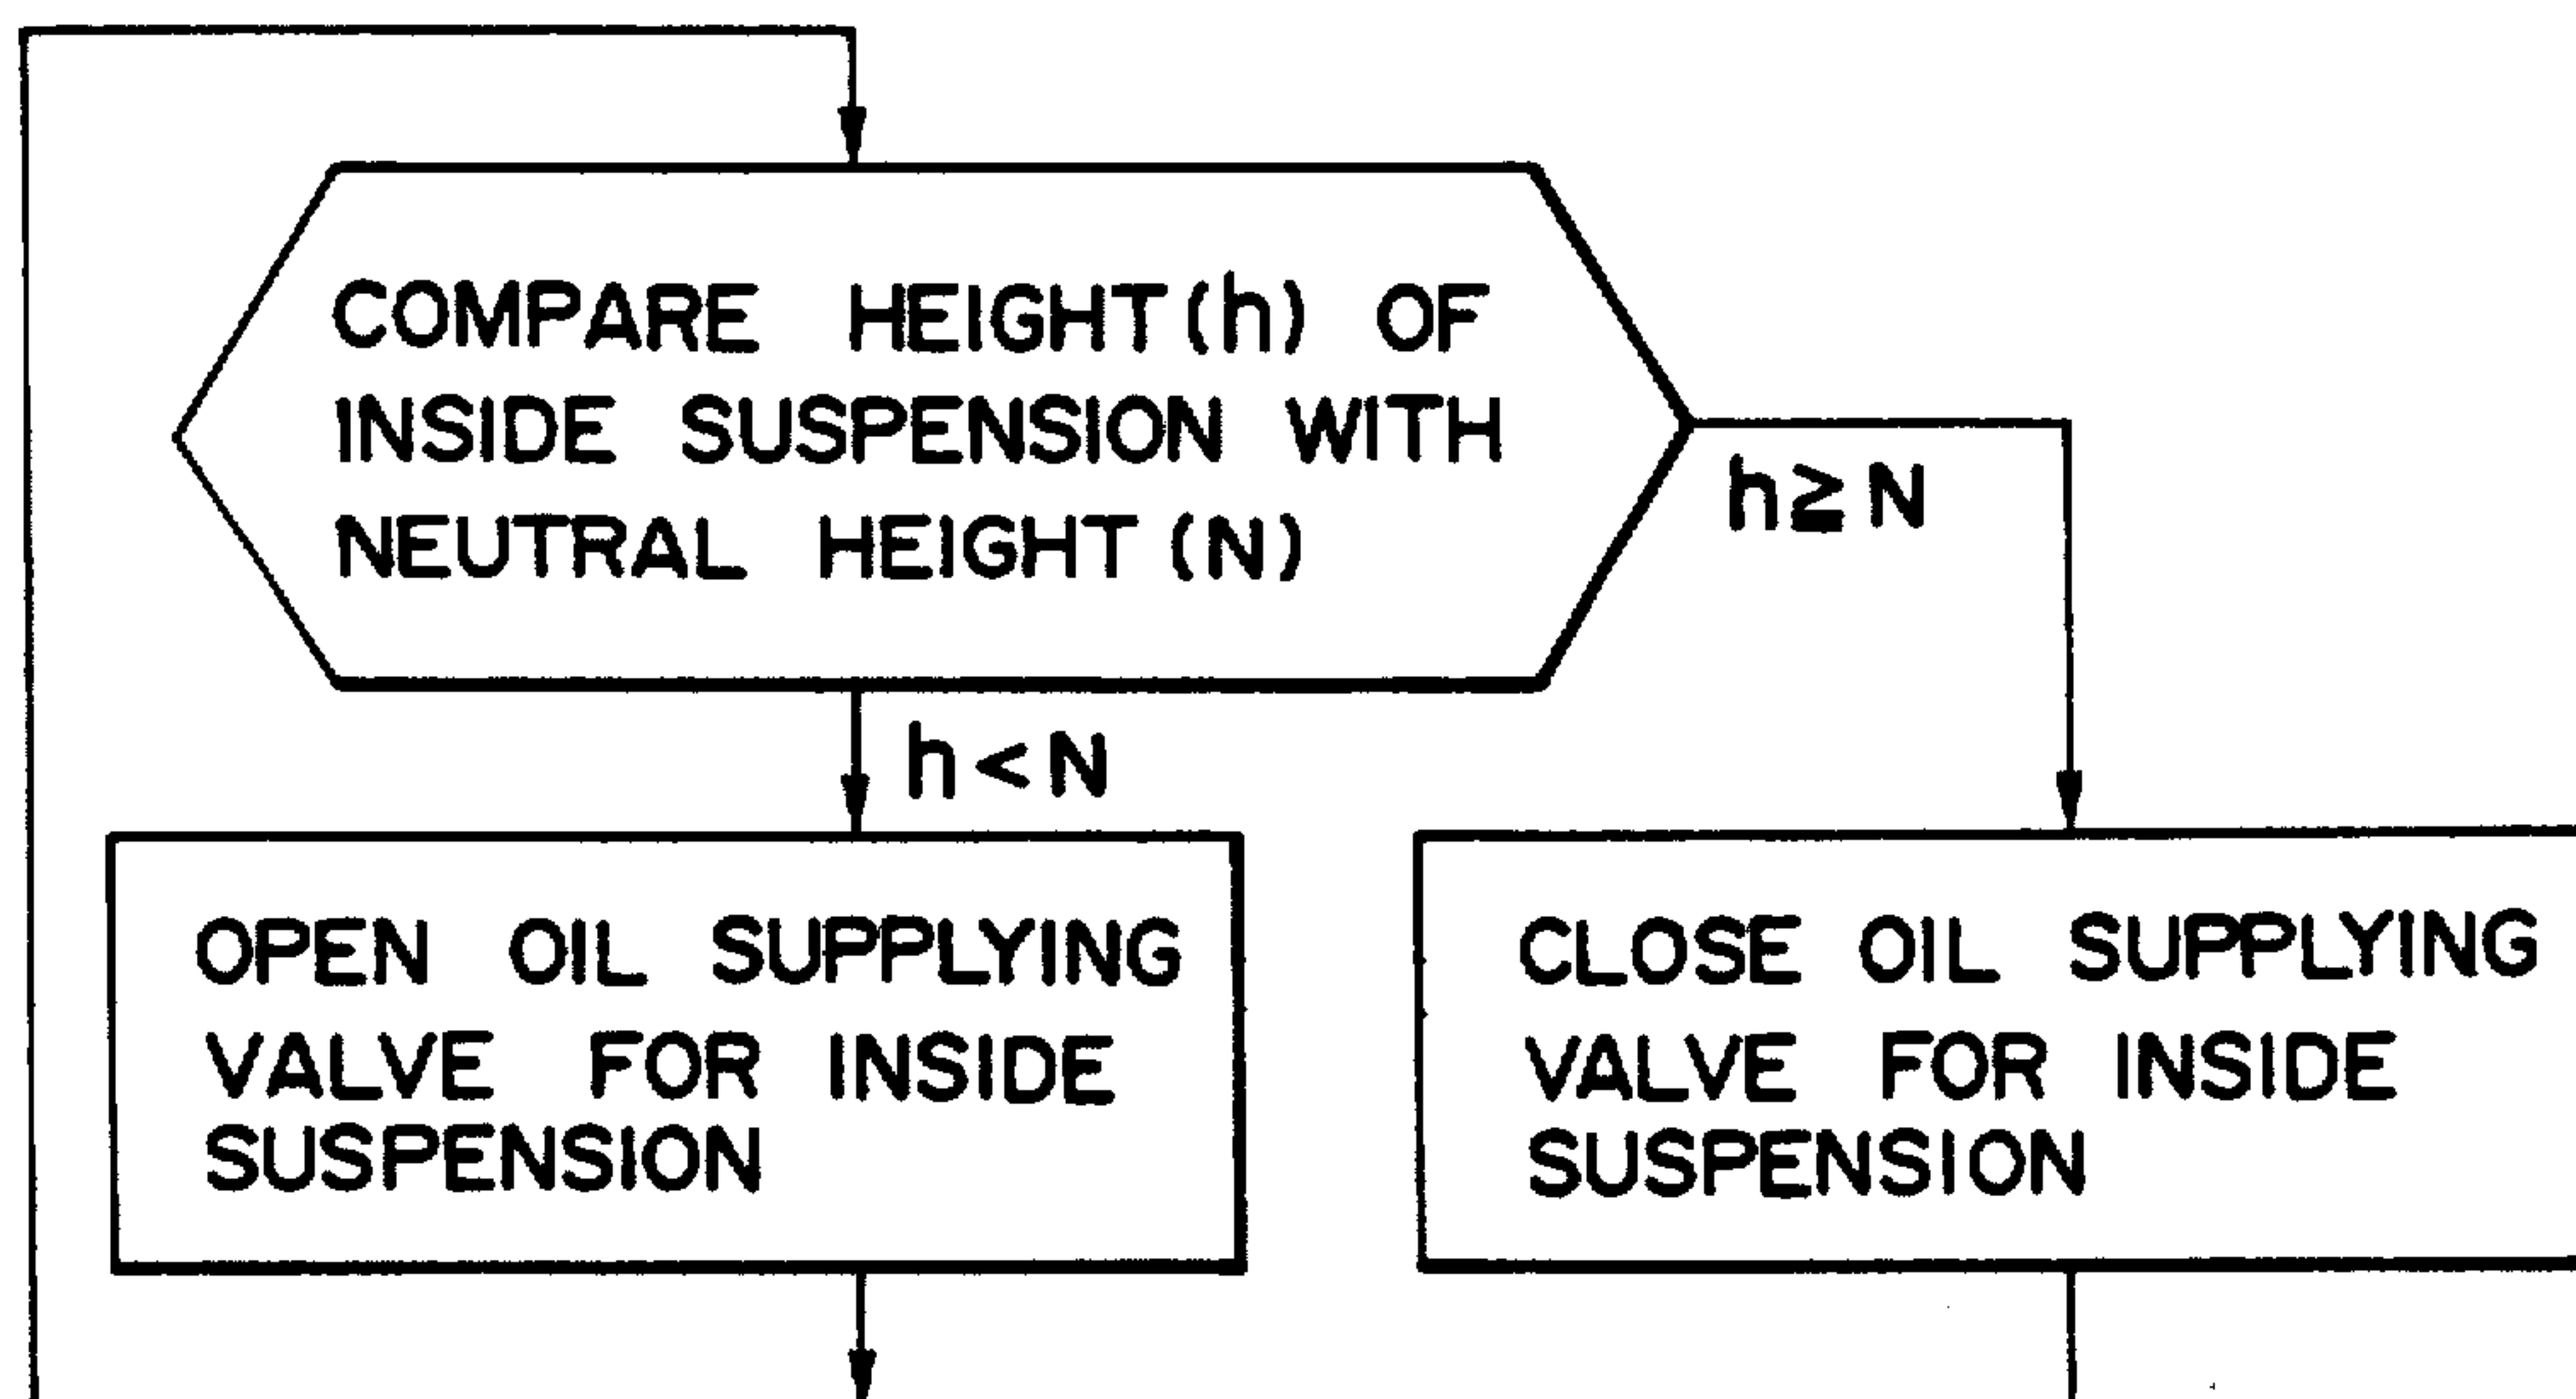 COMPARE HEIGHT(h) OF
INSIDE SUSPENSION WITH
NEUTRAL HEIGHT (N)
h≧N
h<N
OPEN OIL SUPPLYING
VALVE FOR INSIDE
SUSPENSION
CLOSE OIL SUPPLYING
VALVE FOR INSIDE
SUSPENSION